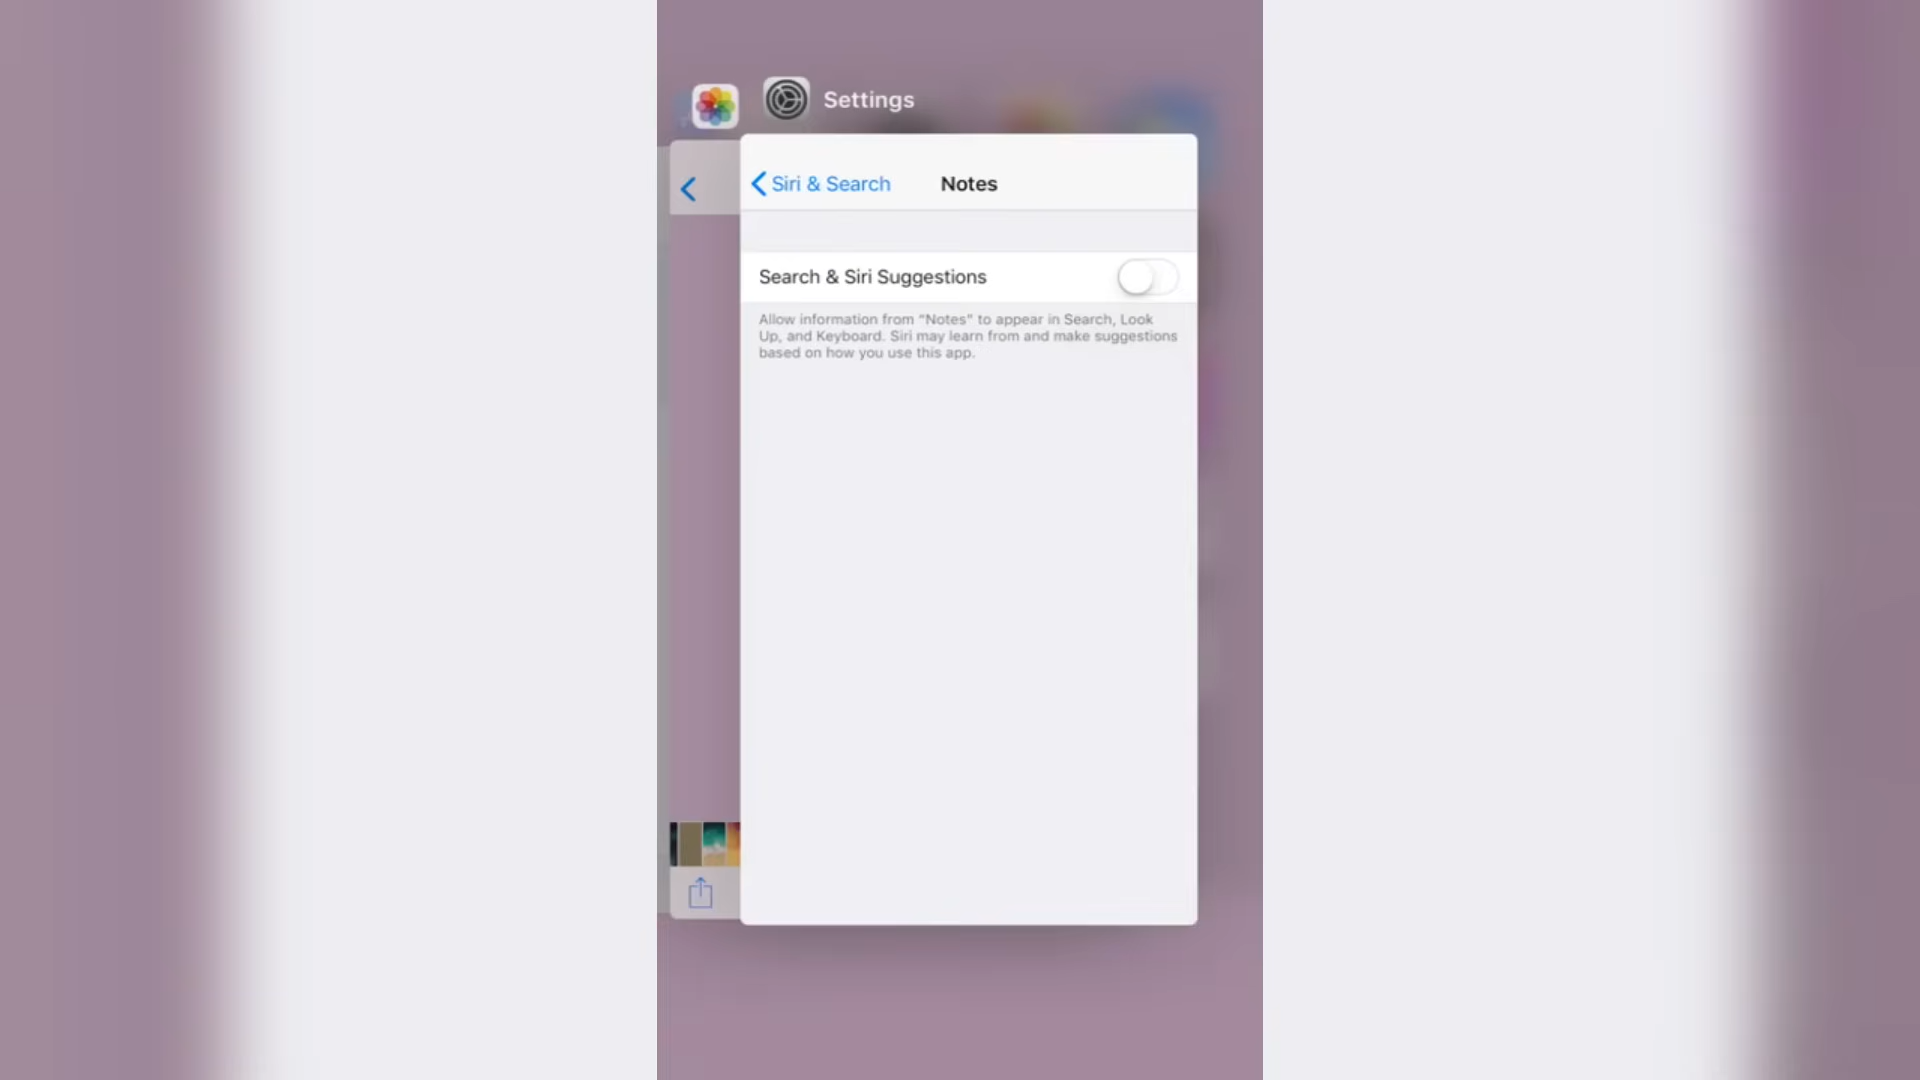 Settings
Siri & Search
Notes
Search & Siri Suggestions
Allow information from “Notes” to appear in Search, Look
Up, and Keyboard. Siri may learn from and make suggestions
based on how you use this app.